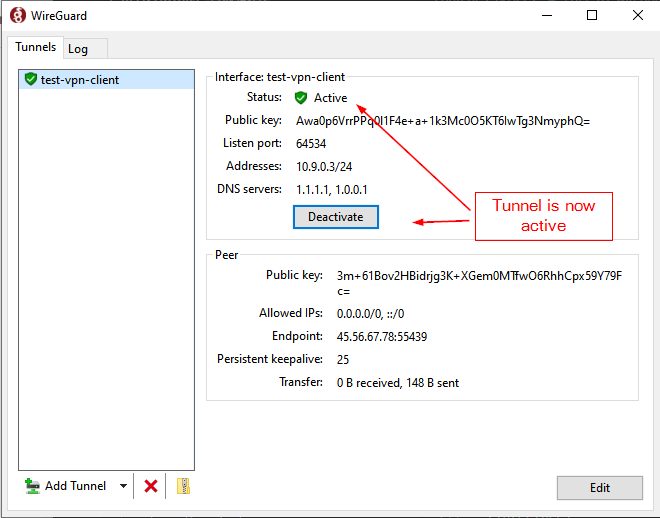 WireGuard
Tunnels
Log
test-vpn-client
Interface: test-vpn-client
Status: Active
Public key: Awa0p6VrrPPq0I1F4e+a+1k3Mc0O5KT6lwTg3NmyphQ=
Listen port: 64534
Addresses: 10.9.0.3/24
DNS servers: 1.1.1.1, 1.0.0.1
Deactivate
Tunnel is now
active
Peer
Public key: 3m+61Bov2HBidrjg3K+XGem0MTfwO6RhhCpx59Y79F
c=
Allowed IPs: 0.0.0.0/0, ::/0
Endpoint: 45.56.67.78:55439
Persistent keepalive: 25
Transfer: 0 B received, 148 B sent
Add Tunnel
Edit